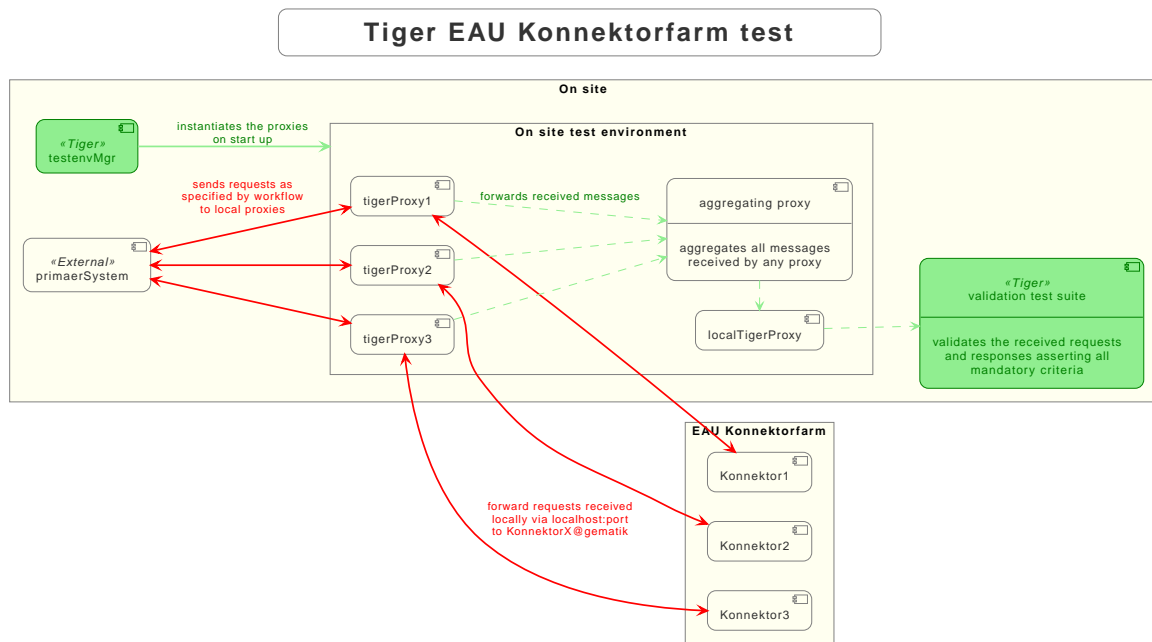 Tiger EAU Konnektorfarm test
On site
«Tiger»
testenvMgr
instantiates the proxies
on start up
On site test environment
sends requests as
specified by workflow
to local proxies
tigerProxy1
forwards received messages
aggregating proxy
aggregates all messages
received by any proxy
«External»
primaerSystem
tigerProxy2
tigerProxy3
localTigerProxy
«Tiger»
validation test suite
validates the received requests
and responses asserting all
mandatory criteria
EAU Konnektorfarm
Konnektor1
forward requests received
locally via localhost:port
to KonnektorX@gematik
Konnektor2
Konnektor3